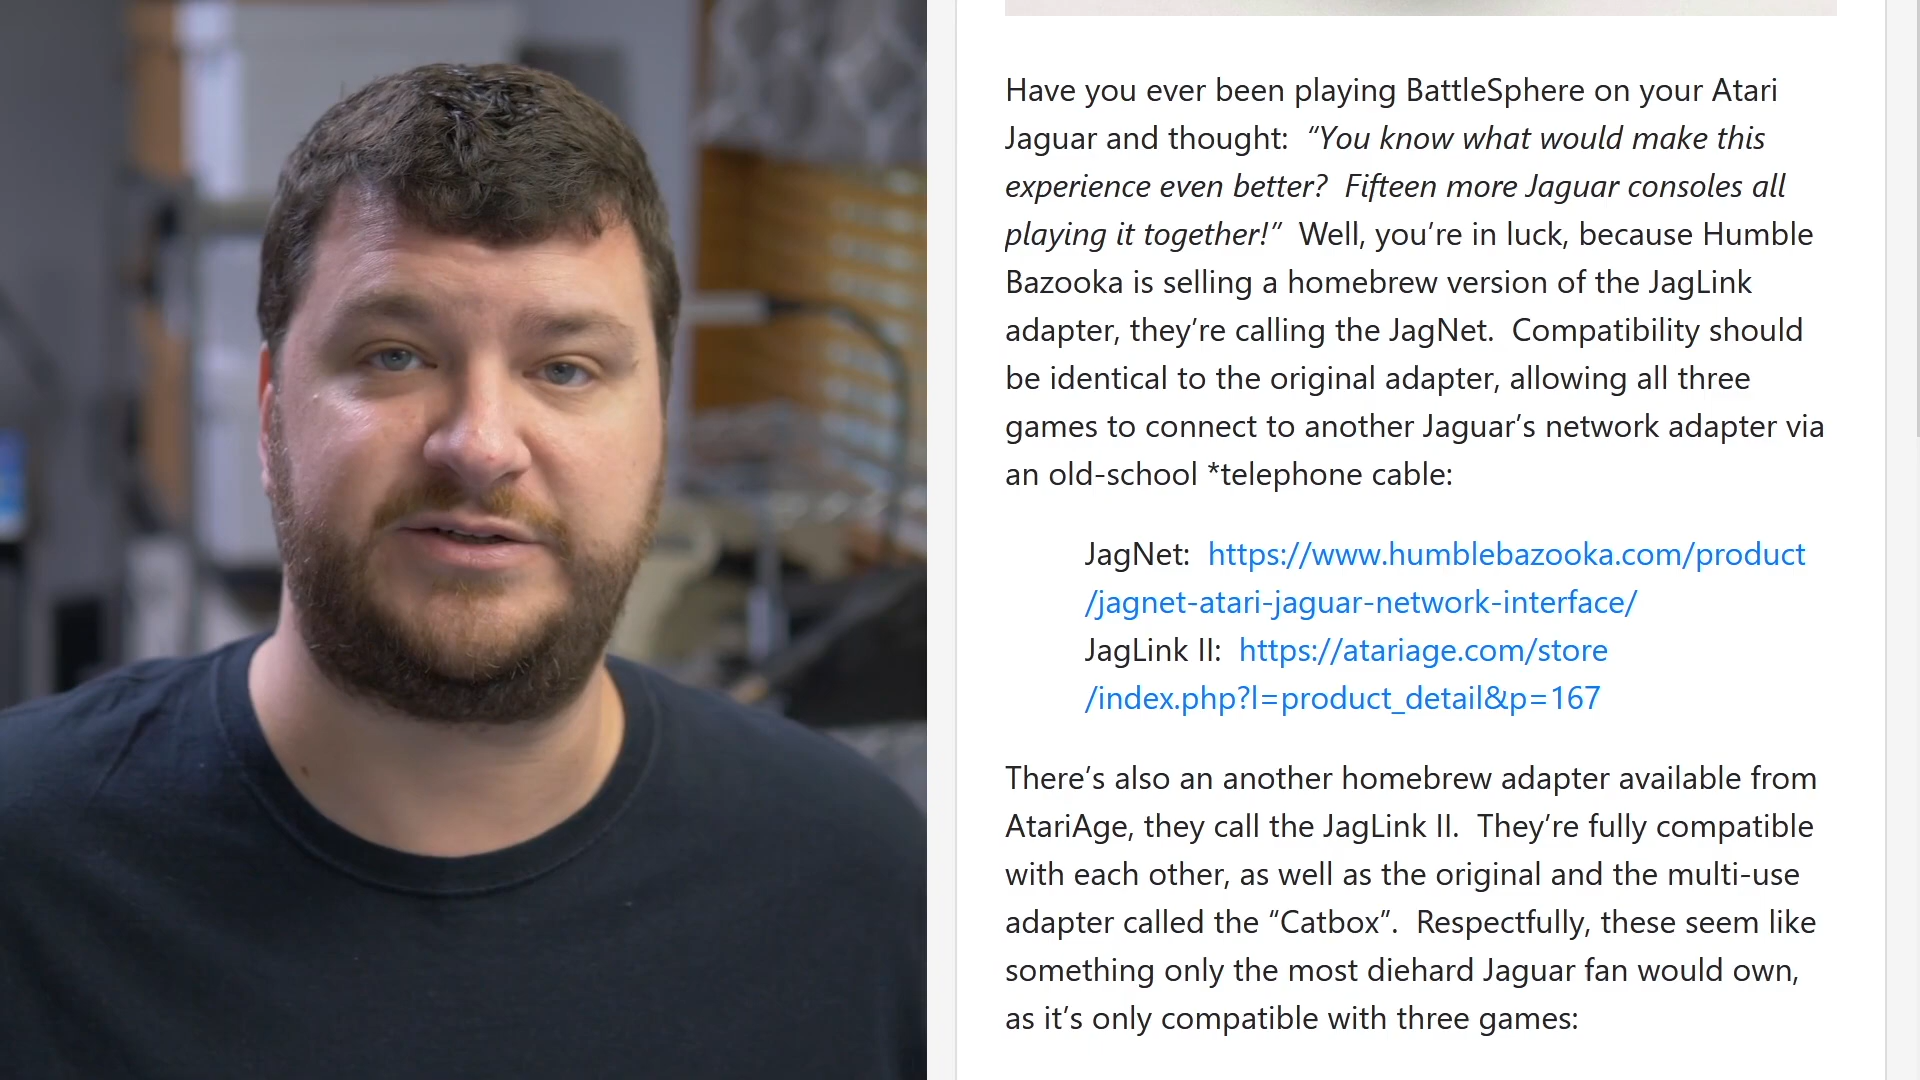 Have you ever been playing BattleSphere on your Atari
Jaguar and thought:  “You know what would make this
experience even better?  Fifteen more Jaguar consoles all
playing it together!”  Well, you’re in luck, because Humble
Bazooka is selling a homebrew version of the JagLink
adapter, they’re calling the JagNet.  Compatibility should
be identical to the original adapter, allowing all three
games to connect to another Jaguar’s network adapter via
an old-school *telephone cable:
JagNet:  https://www.humblebazooka.com/product
/jagnet-atari-jaguar-network-interface/
JagLink II:  https://atariage.com/store
/index.php?l=product_detail&p=167
There’s also an another homebrew adapter available from
AtariAge, they call the JagLink II.  They’re fully compatible
with each other, as well as the original and the multi-use
adapter called the “Catbox”.  Respectfully, these seem like
something only the most diehard Jaguar fan would own,
as it’s only compatible with three games: